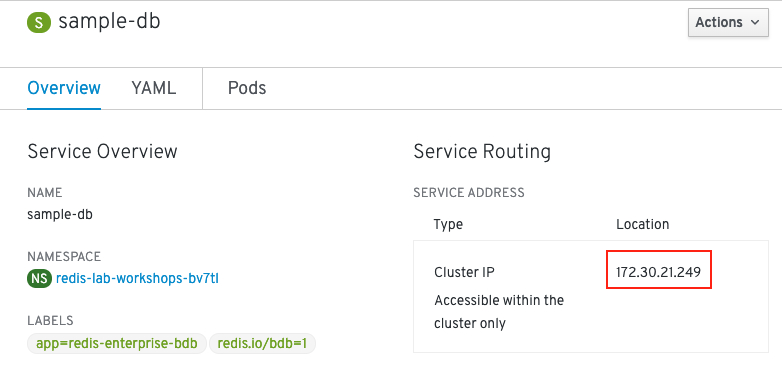 S sample-db
Actions
Overview YAML Pods
Service Overview
NAME
sample-db
NAMESPACE
NS redis-lab-workshops-bv7tl
LABELS
app=redis-enterprise-bdb redis.io/bdb=1
Service Routing
SERVICE ADDRESS
Type Location
Cluster IP 172.30.21.249
Accessible within the
cluster only